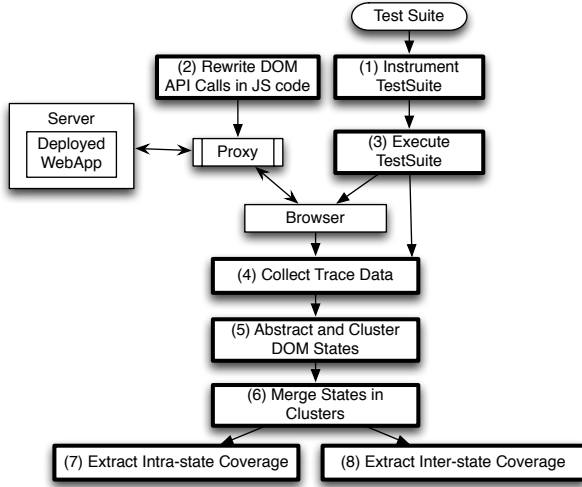 Test Suite
(2) Rewrite DOM
API Calls in JS code
(1) Instrument
TestSuite
Server
Deployed
WebApp
Proxy
(3) Execute
TestSuite
Browser
(4) Collect Trace Data
(5) Abstract and Cluster
DOM States
(6) Merge States in
Clusters
(7) Extract Intra-state Coverage
(8) Extract Inter-state Coverage